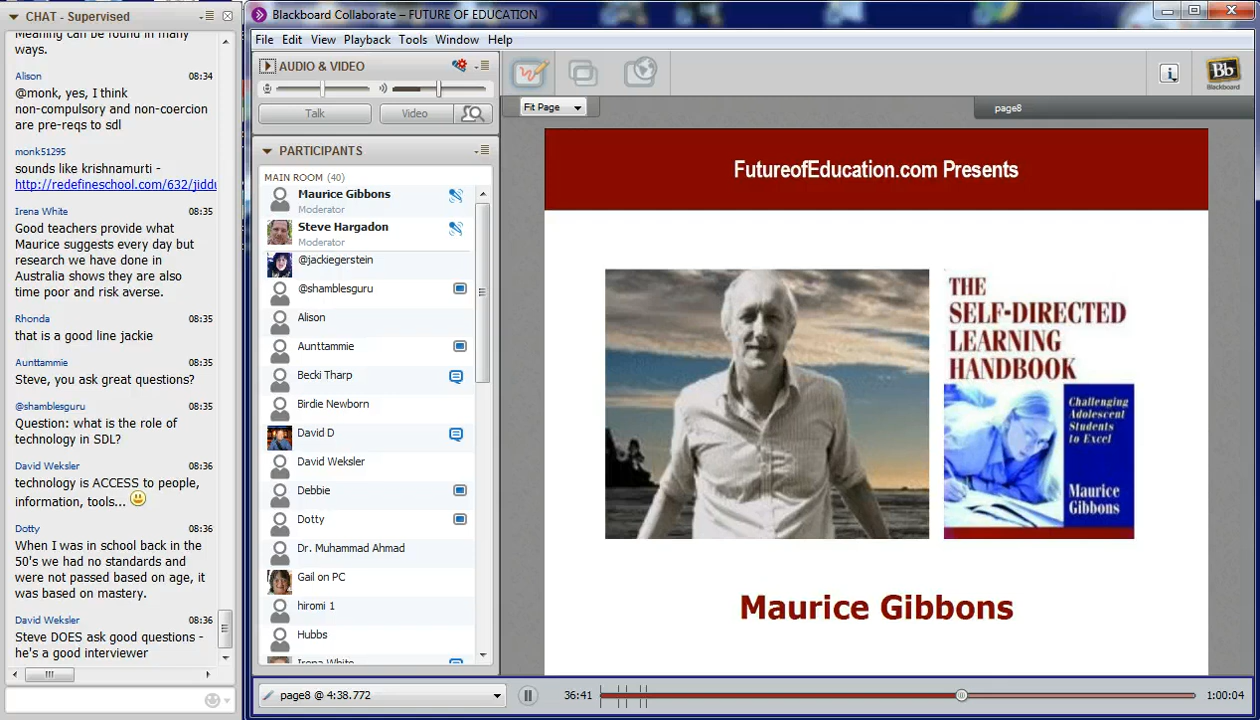 CHAT - Supervised
Meaning can be found in many
ways.
Alison 08:34
@monk, yes, I think
non-compulsory and non-coercion
are pre-reqs to sdl
monk51295
sounds like krishnamurti -
http://redefineschool.com/632/jiddu
Irena White 08:35
Good teachers provide what
Maurice suggests every day but
research we have done in
Australia shows they are also
time poor and risk averse.
Rhonda 08:35
that is a good line jackie
Aunttammie 08:35
Steve, you ask great questions?
@shamblesguru 08:35
Question: what is the role of
technology in SDL?
David Weksler 08:36
technology is ACCESS to people,
information, tools...
Dotty 08:36
When I was in school back in the
50's we had no standards and
were not passed based on age, it
was based on mastery.
David Weksler 08:36
Steve DOES ask good questions -
he's a good interviewer
Blackboard Collaborate – FUTURE OF EDUCATION
File Edit View Playback Tools Window Help
AUDIO & VIDEO
Talk Video
PARTICIPANTS
MAIN ROOM (40)
Maurice Gibbons
Moderator
Steve Hargadon
Moderator
@jackiegerstein
@shamblesguru
Alison
Aunttammie
Becki Tharp
Birdie Newborn
David D
David Weksler
Debbie
Dotty
Dr. Muhammad Ahmad
Gail on PC
hiromi 1
Hubbs
Irena White
Bb
Blackboard
Fit Page
page8
FutureofEducation.com Presents
THE
SELF-DIRECTED
LEARNING
HANDBOOK
Challenging
Adolescent
Students
to Excel
Maurice
Gibbons
Maurice Gibbons
page8 @ 4:38.772
36:41
1:00:04